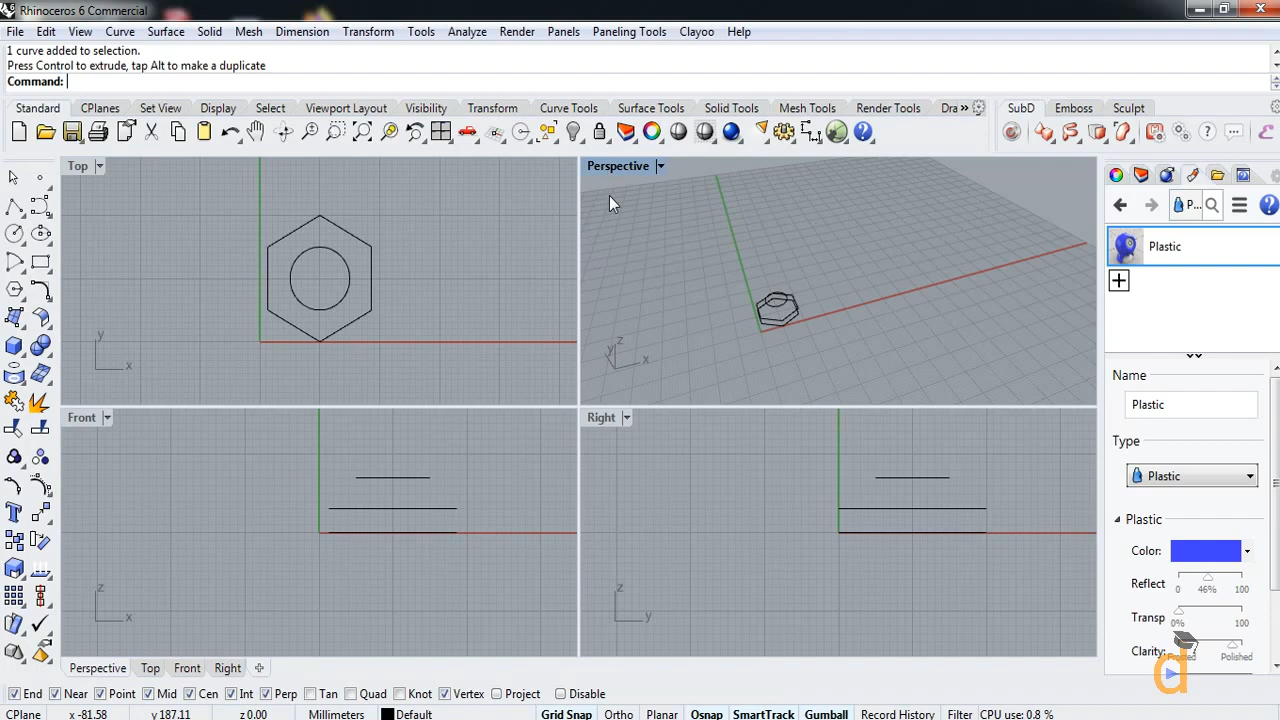 Rhinoceros 6 Commercial
File Edit View Curve Surface Solid Mesh Dimension Transform Tools Analyze Render Panels Paneling Tools Clayoo Help
1 curve added to selection.
Press Control to extrude, tap Alt to make a duplicate
Command:
Standard CPlanes Set View Display Select Viewport Layout Visibility Transform Curve Tools Surface Tools Solid Tools Mesh Tools Render Tools Dra » SubD Emboss Sculpt
Top Perspective
P...
Plastic
y
x
z
y
x
Name
Plastic
Front Right
Type
Plastic
Plastic
Color:
Reflect
0 46% 100
z
x
z
y
Transp
0% 100
Clarity:
Frosted Polished
Perspective Top Front Right
End Near Point Mid Cen Int Perp Tan Quad Knot Vertex Project Disable
CPlane x -81.58 y 187.11 z 0.00 Millimeters Default Grid Snap Ortho Planar Osnap SmartTrack Gumball Record History Filter CPU use: 0.8 %